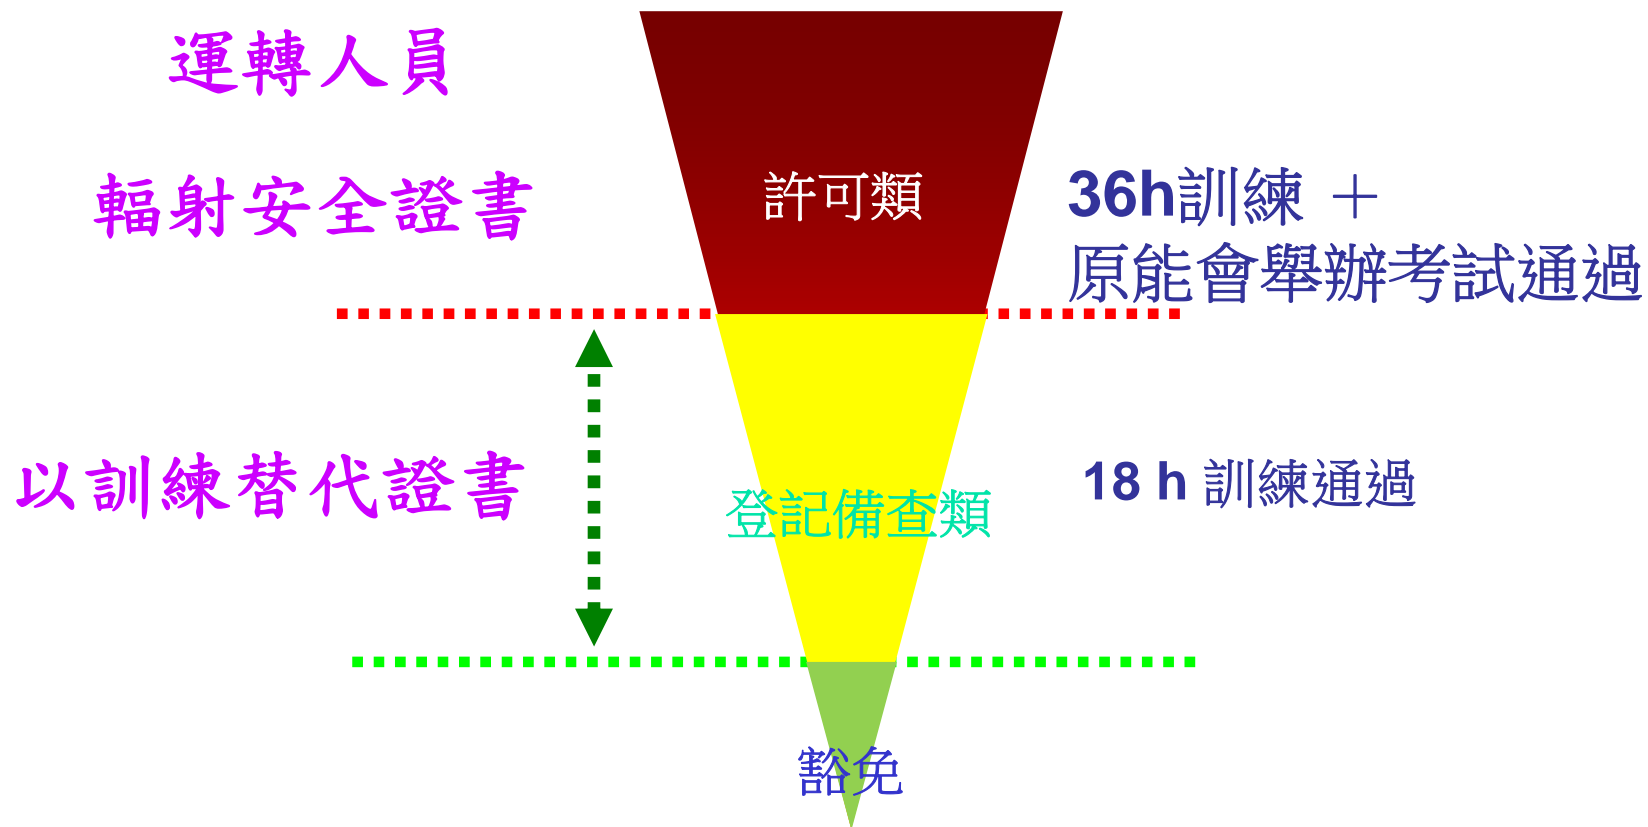 運轉人員
輻射安全證書
許可類
36h訓練 ＋
原能會舉辦考試通過
以訓練替代證書
登記備查類
18 h 訓練通過
豁免